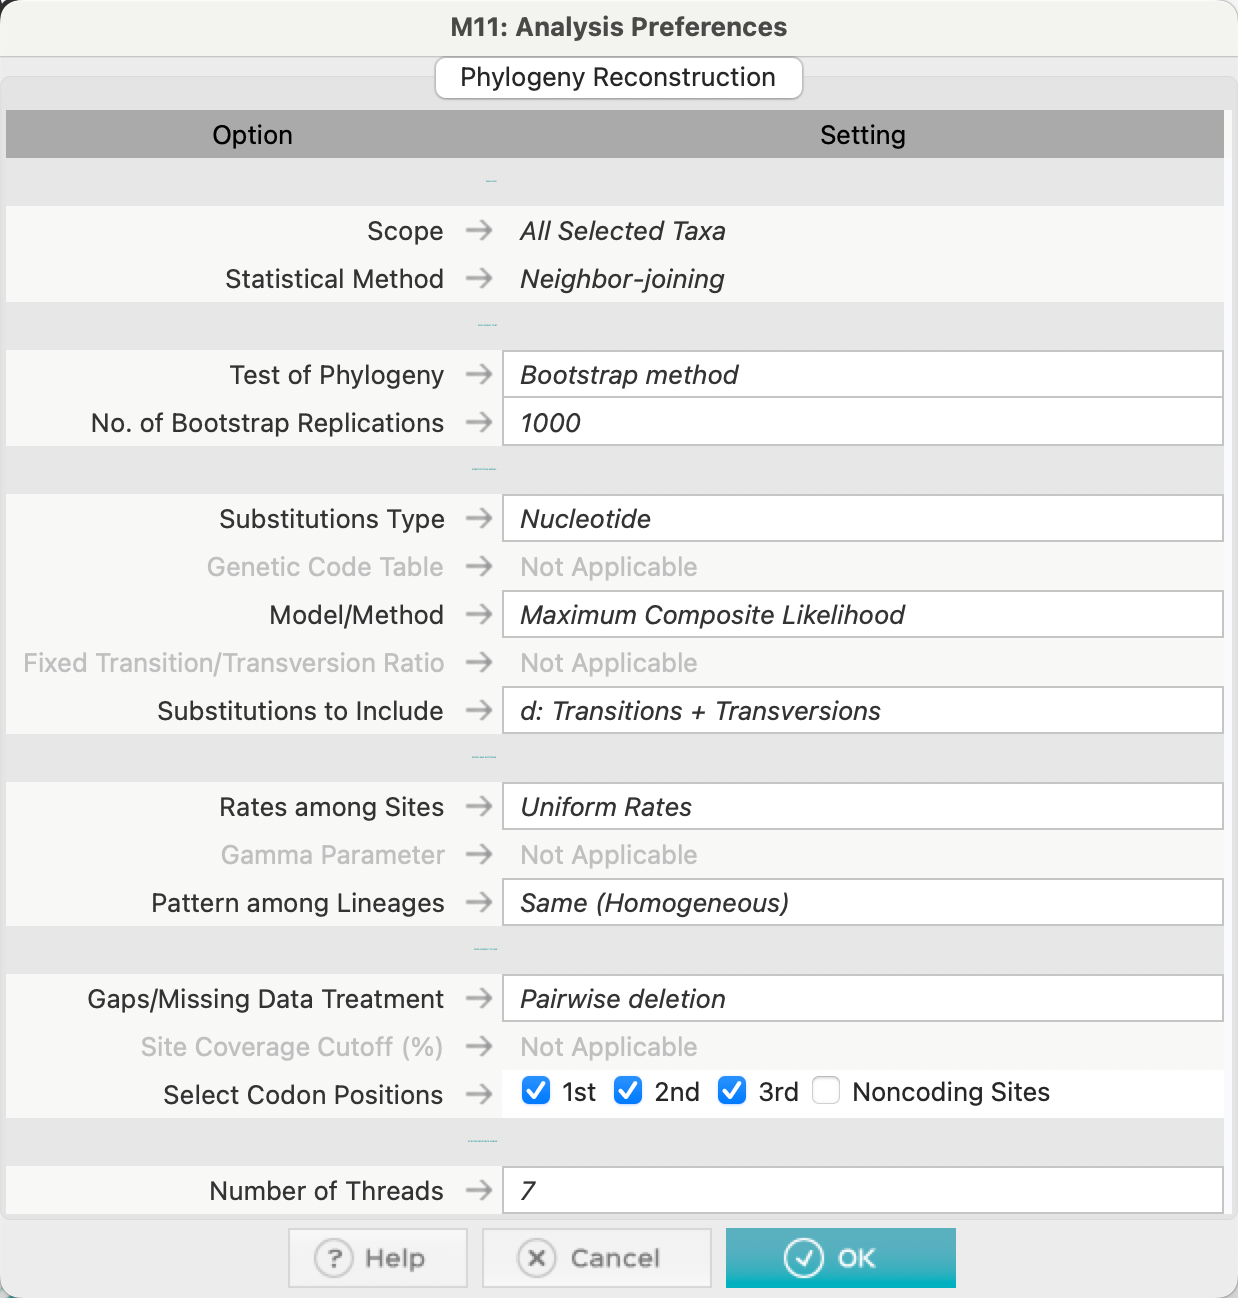 M11: Analysis Preferences
Phylogeny Reconstruction
Option Setting
Scope → All Selected Taxa
Statistical Method → Neighbor-joining
Test of Phylogeny → Bootstrap method
No. of Bootstrap Replications → 1000
Substitutions Type → Nucleotide
Genetic Code Table → Not Applicable
Model/Method → Maximum Composite Likelihood
Fixed Transition/Transversion Ratio → Not Applicable
Substitutions to Include → d: Transitions + Transversions
Rates among Sites → Uniform Rates
Gamma Parameter → Not Applicable
Pattern among Lineages → Same (Homogeneous)
Gaps/Missing Data Treatment → Pairwise deletion
Site Coverage Cutoff (%) → Not Applicable
Select Codon Positions → 1st 2nd 3rd Noncoding Sites
Number of Threads → 7
? Help Cancel OK